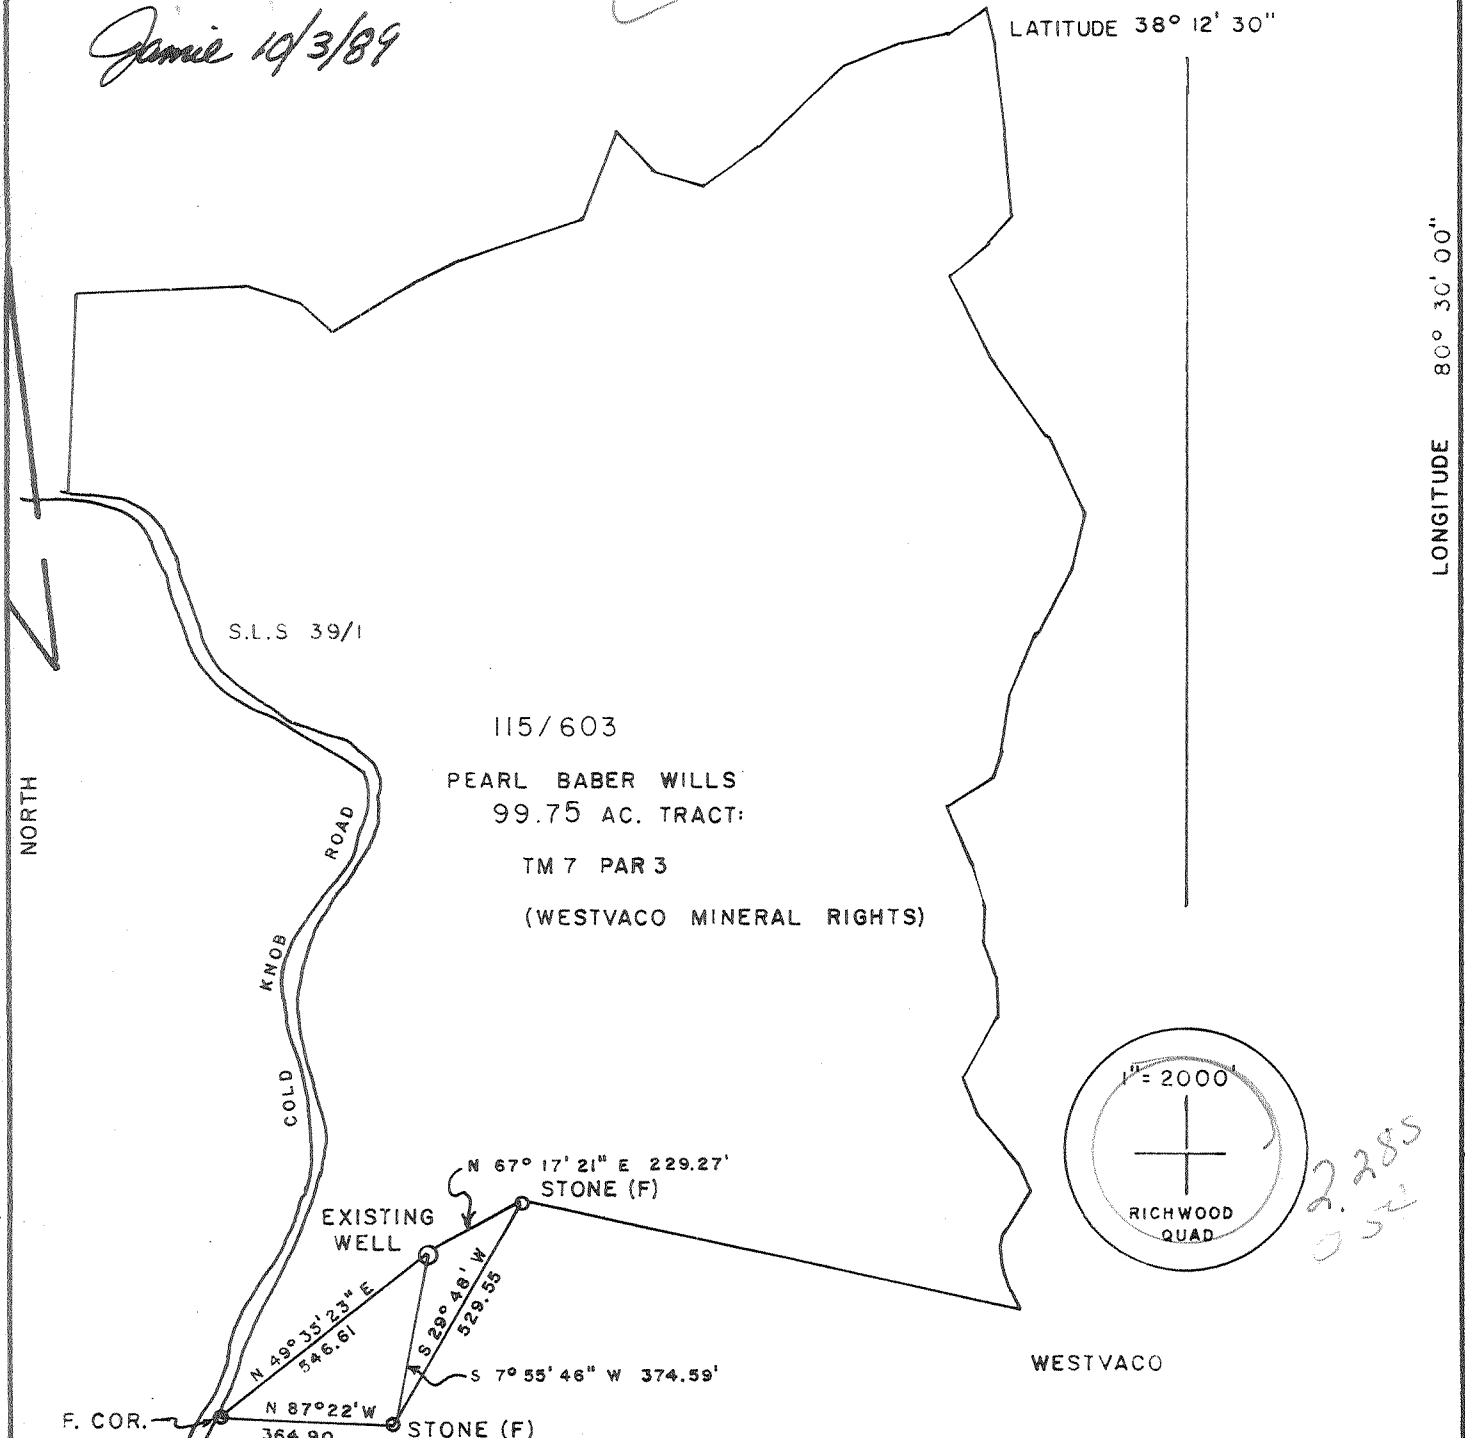 Jamie 10/3/89
LATITUDE 38° 12' 30"
LONGITUDE 80° 30' 00"
S.L.S 39/1
115/603
PEARL BABER WILLS
99.75 AC. TRACT:
TM 7 PAR 3
(WESTVACO MINERAL RIGHTS)
NORTH
COLD KNOB ROAD
1" = 2000'
RICHWOOD
QUAD
2.285
N 67° 17' 21" E 229.27'
STONE (F)
EXISTING
WELL
N 49° 35' 23" E
546.61
S 29° 48' W
529.55
S 7° 55' 46" W 374.59'
WESTVACO
F. COR.
N 87° 22' W
364.90
STONE (F)